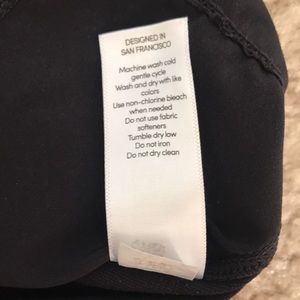 DESIGNED IN
SAN FRANCISCO
Machine wash cold
gentle cycle
Wash and dry with like
colors
Use non-chlorine bleach
when needed
Do not use fabric
softeners
Tumble dry low
Do not iron
Do not dry clean